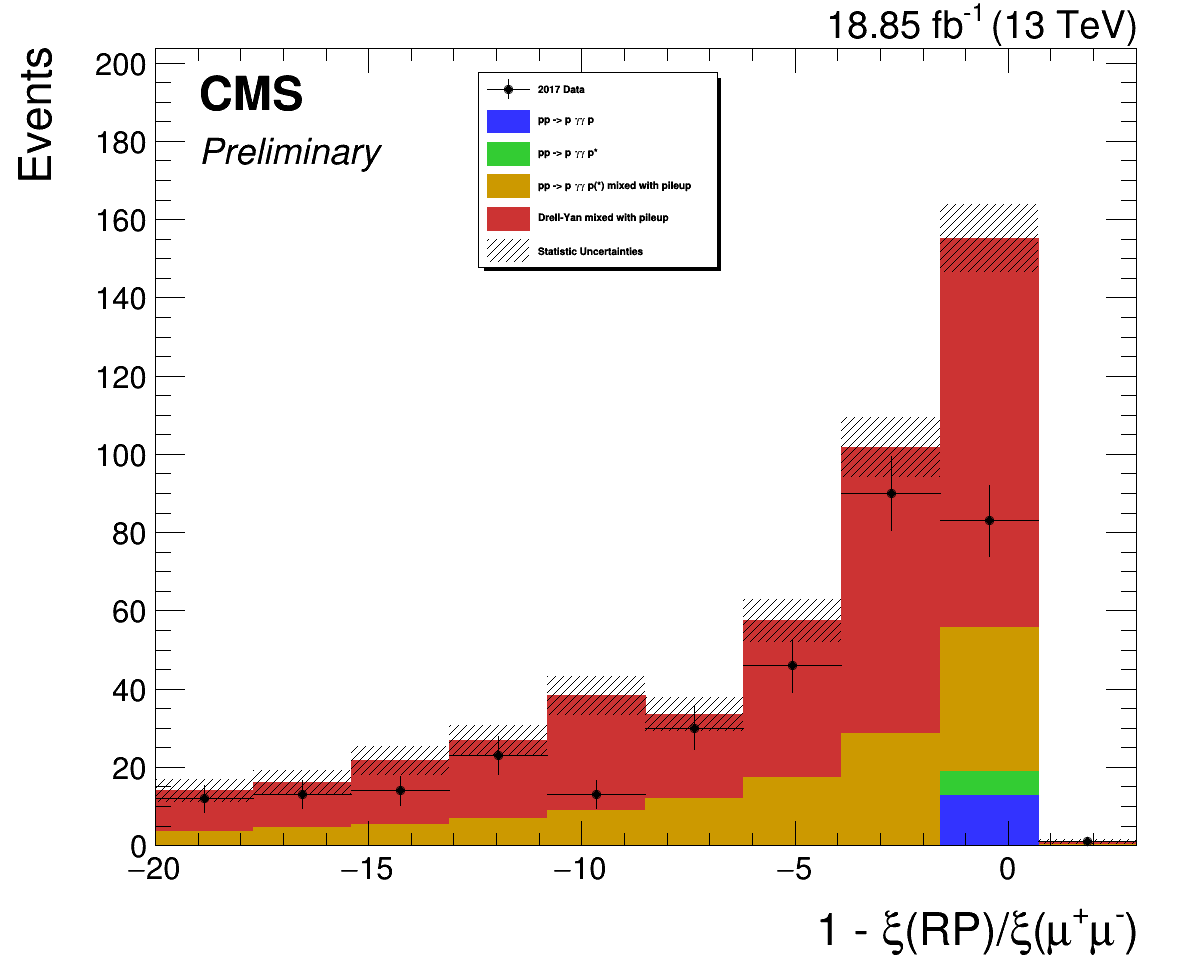 18.85 fb⁻¹ (13 TeV)
Events
CMS
Preliminary
2017 Data
pp -> p γγ p
pp -> p γγ p*
pp -> p γγ p(*) mixed with pileup
Drell-Yan mixed with pileup
Statistic Uncertainties
200
180
160
140
120
100
80
60
40
20
0
−20
−15
−10
−5
0
1 - ξ(RP)/ξ(μ⁺μ⁻)